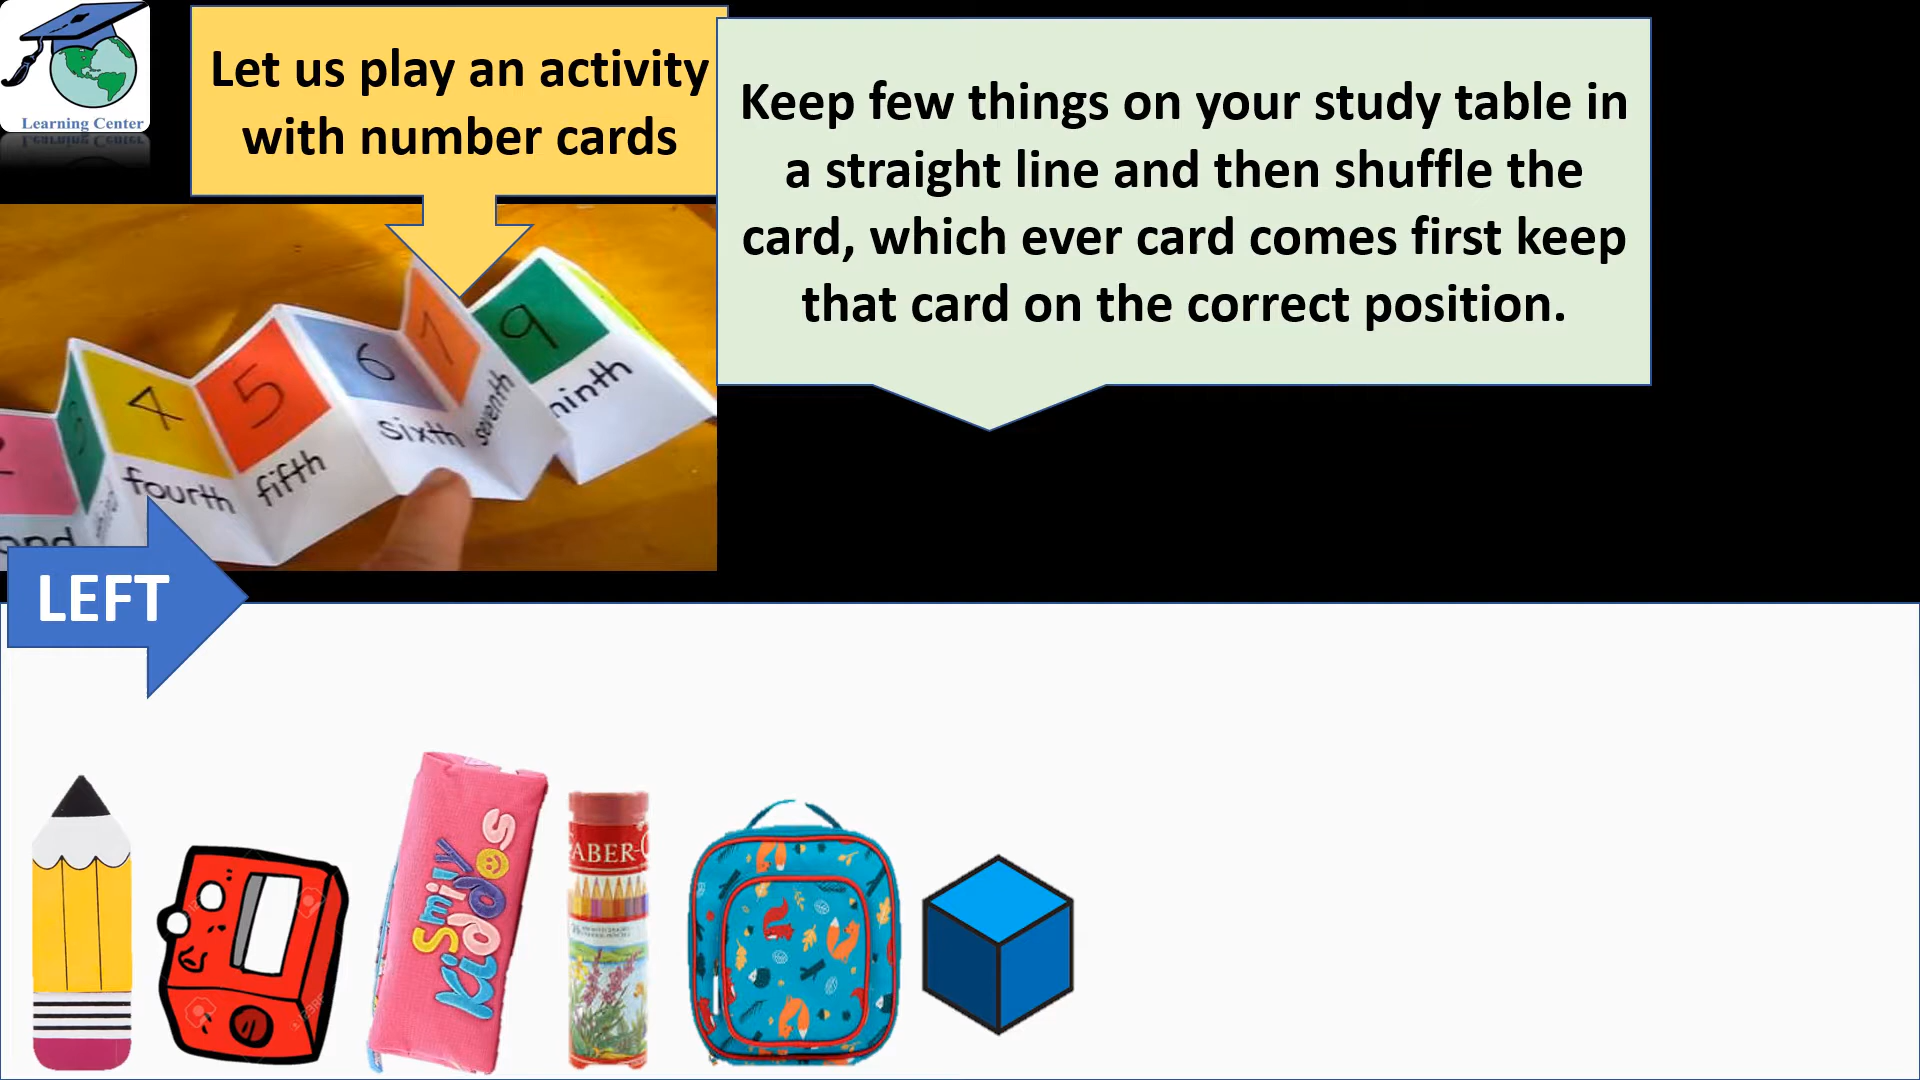 Learning Center
Let us play an activity
with number cards
Keep few things on your study table in
a straight line and then shuffle the
card, which ever card comes first keep
that card on the correct position.
4
fourth
5
fifth
6
sixth
7
seventh
9
ninth
LEFT
Smily
Kiddos